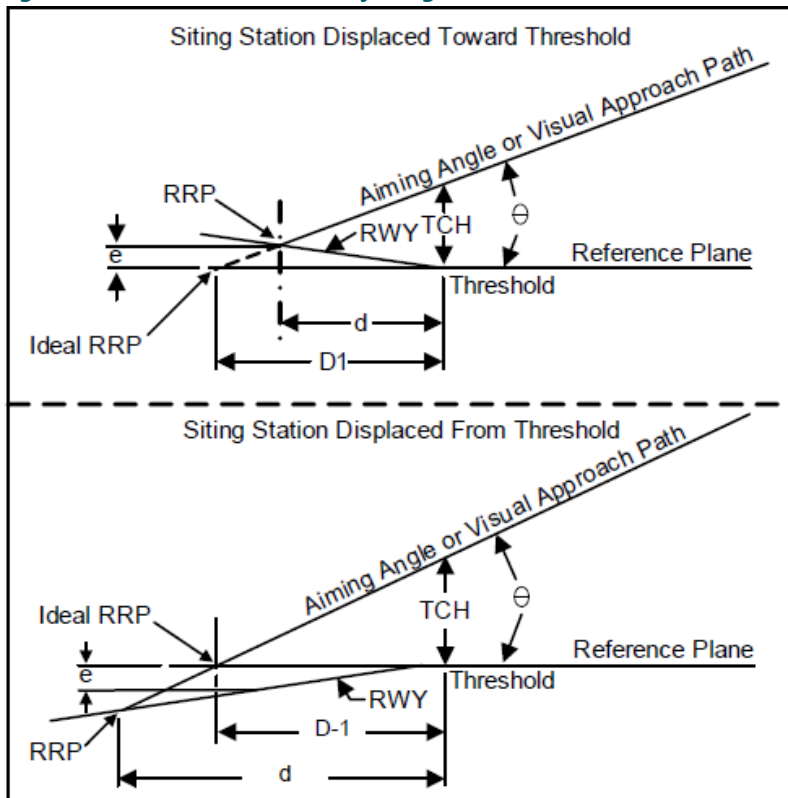 Siting Station Displaced Toward Threshold
Aiming Angle or Visual Approach Path
RRP
RWY
TCH
θ
e
Reference Plane
Threshold
Ideal RRP
d
D1
Siting Station Displaced From Threshold
Aiming Angle or Visual Approach Path
Ideal RRP
TCH
θ
Reference Plane
e
Threshold
RWY
RRP
D-1
d